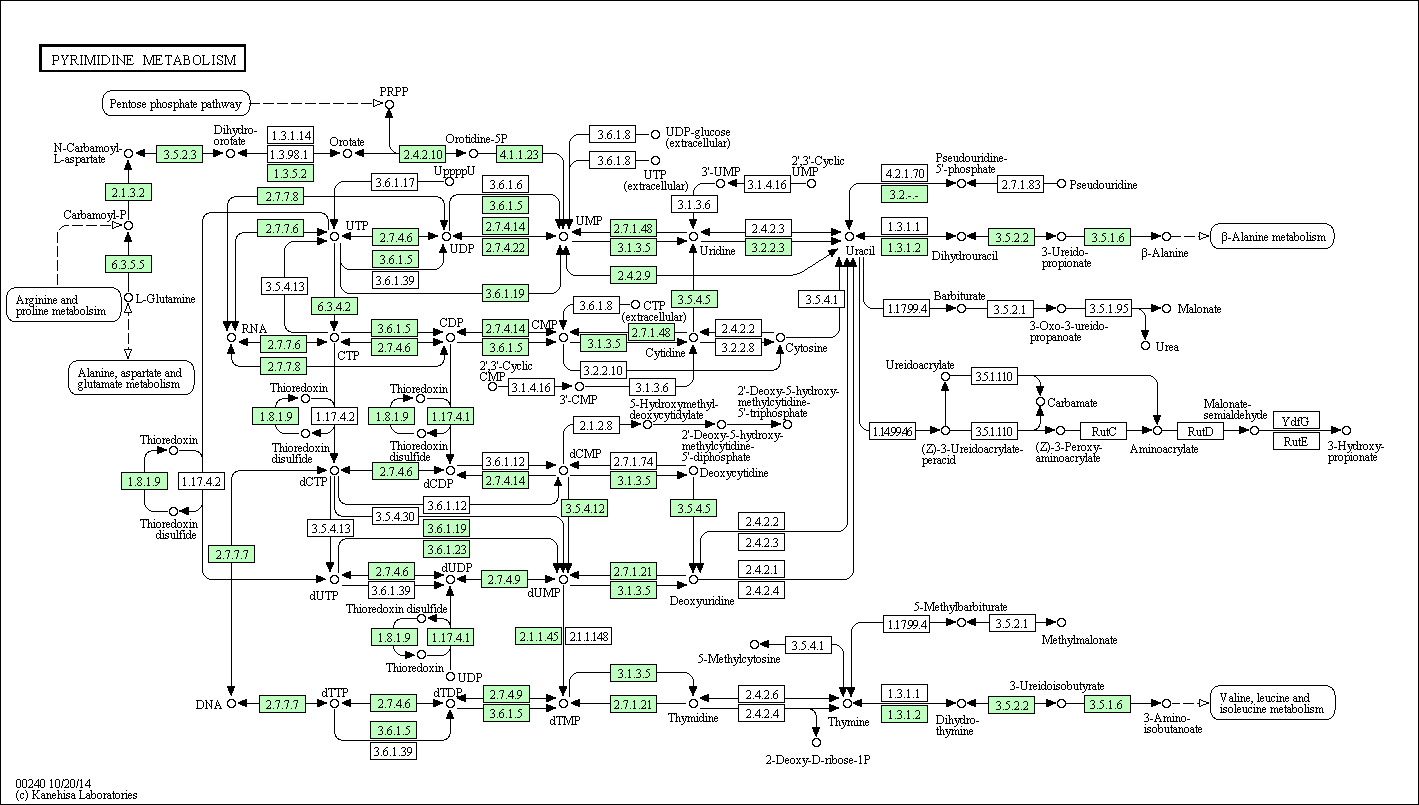 PYRIMIDINE METABOLISM
Pentose phosphate pathway
PRPP
N-Carbamoyl-
L-aspartate
3.5.2.3
Dihydro-
orotate
1.3.1.14
1.3.98.1
1.3.5.2
Orotate
2.4.2.10
Orotidine-5P
4.1.1.23
3.6.1.8
UDP-glucose
(extracellular)
3.6.1.8
UTP
(extracellular)
2.1.3.2
Carbamoyl-P
6.3.5.5
L-Glutamine
Arginine and
proline metabolsim
Alanine, aspartate and
glutamate metabolism
3.6.1.17
UppppU
3.6.1.6
3.6.1.5
2.7.4.14
2.7.4.22
2.7.7.8
2.7.7.6
UTP
2.7.4.6
3.6.1.5
3.6.1.39
UDP
UMP
3.6.1.19
3'-UMP
3.1.4.16
2',3'-Cyclic
UMP
3.1.3.6
2.7.1.48
3.1.3.5
Uridine
2.4.2.3
3.2.2.3
2.4.2.9
Uracil
4.2.1.70
3.2.-.-
Pseudouridine-
5'-phosphate
2.7.1.83
Pseudouridine
1.3.1.1
1.3.1.2
Dihydrouracil
3.5.2.2
3-Ureido-
propionate
3.5.1.6
β-Alanine
β-Alanine metabolism
3.5.4.13
6.3.4.2
RNA
2.7.7.6
2.7.7.8
CTP
3.6.1.5
2.7.4.6
CDP
2.7.4.14
3.6.1.5
CMP
3.6.1.8
CTP
(extracellular)
2.7.1.48
3.1.3.5
3.5.4.5
Cytidine
2.4.2.2
3.2.2.8
Cytosine
3.5.4.1
3.2.2.10
2',3'-Cyclic
CMP
3.1.4.16
3'-CMP
3.1.3.6
1.1.799.4
Barbiturate
3.5.2.1
3-Oxo-3-ureido-
propanoate
3.5.1.95
Malonate
Urea
Ureidoacrylate
3.5.1.110
Carbamate
1.14.99.46
(Z)-3-Ureidoacrylate-
peracid
3.5.1.110
(Z)-3-Peroxy-
aminoacrylate
RutC
Aminoacrylate
RutD
Malonate-
semialdehyde
YdfG
RutE
3-Hydroxy-
propionate
Thioredoxin
1.8.1.9
1.17.4.2
Thioredoxin
disulfide
Thioredoxin
1.8.1.9
1.17.4.1
Thioredoxin
disulfide
Thioredoxin
1.8.1.9
1.17.4.2
Thioredoxin
disulfide
5-Hydroxymethyl-
deoxycytidylate
2.1.2.8
2'-Deoxy-5-hydroxy-
methylcytidine-
5'-diphosphate
2'-Deoxy-5-hydroxy-
methylcytidine-
5'-triphosphate
dCTP
2.7.4.6
dCDP
3.6.1.12
2.7.4.14
dCMP
2.7.1.74
3.1.3.5
Deoxycytidine
3.6.1.12
3.5.4.30
3.5.4.13
3.5.4.12
3.5.4.5
3.6.1.19
3.6.1.23
2.7.7.7
dUTP
2.7.4.6
3.6.1.39
dUDP
2.7.4.9
dUMP
2.7.1.21
3.1.3.5
Deoxyuridine
2.4.2.2
2.4.2.3
2.4.2.1
2.4.2.4
Thioredoxin disulfide
1.8.1.9
1.17.4.1
Thioredoxin
UDP
2.1.1.45
2.1.1.148
DNA
2.7.7.7
dTTP
2.7.4.6
3.6.1.5
3.6.1.39
dTDP
2.7.4.9
3.6.1.5
dTMP
3.1.3.5
2.7.1.21
Thymidine
2.4.2.6
2.4.2.4
2-Deoxy-D-ribose-1P
5-Methylcytosine
3.5.4.1
Thymine
1.1.799.4
5-Methylbarbiturate
3.5.2.1
Methylmalonate
1.3.1.1
1.3.1.2
Dihydro-
thymine
3.5.2.2
3-Ureidoisobutyrate
3.5.1.6
3-Amino-
isobutanoate
Valine, leucine and
isoleucine metabolism
00240 10/20/14
(c) Kanehisa Laboratories